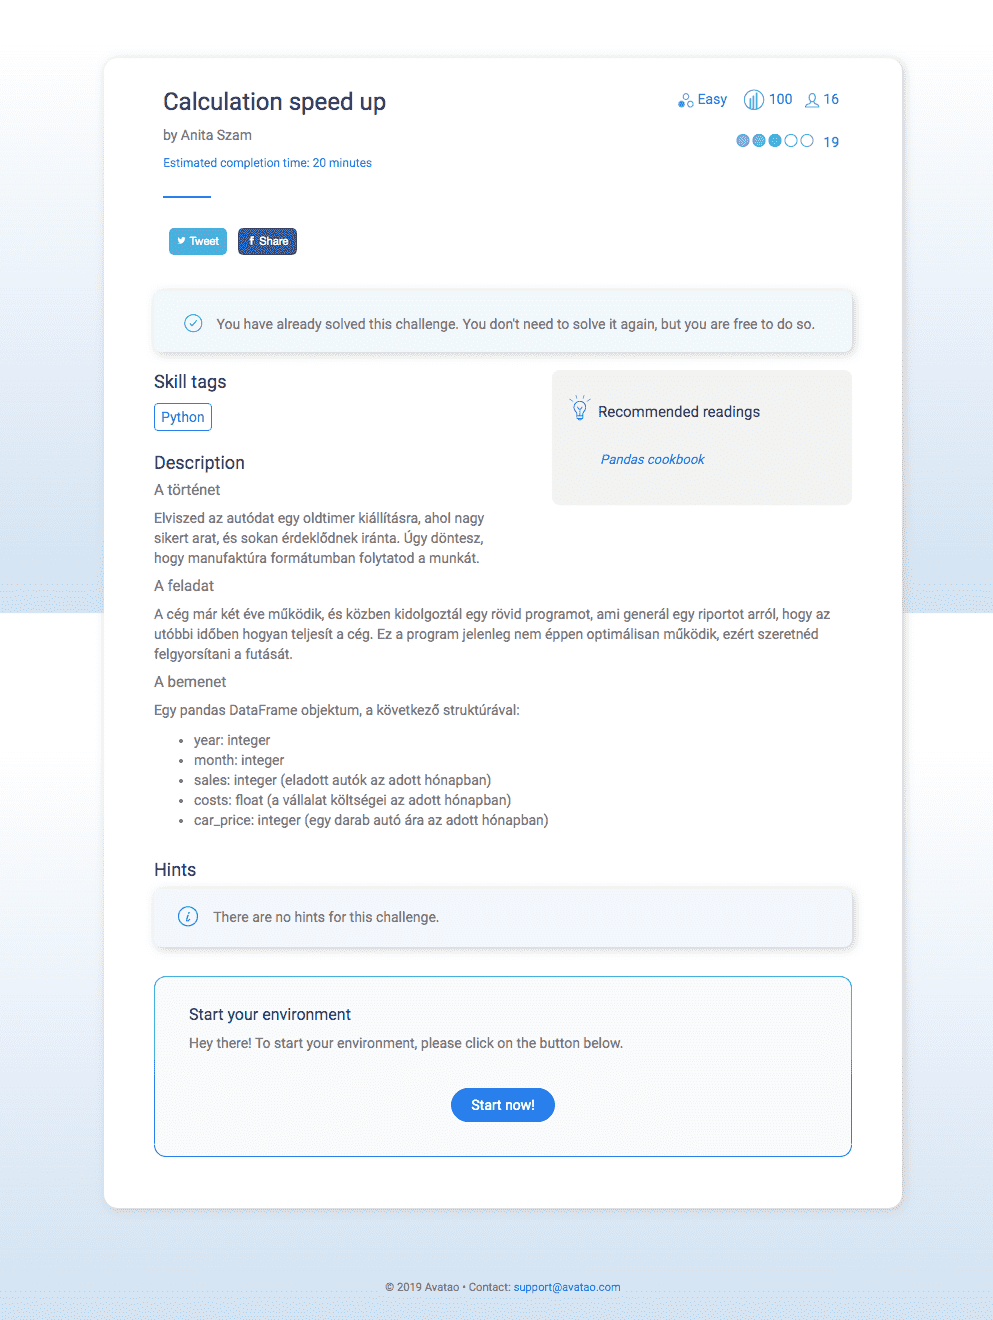 Calculation speed up
Easy 100 16
by Anita Szam
19
Estimated completion time: 20 minutes
Tweet Share
You have already solved this challenge. You don't need to solve it again, but you are free to do so.
Skill tags
Python
Recommended readings
Pandas cookbook
Description
A történet
Elviszed az autódat egy oldtimer kiállításra, ahol nagy
sikert arat, és sokan érdeklődnek iránta. Úgy döntesz,
hogy manufaktúra formátumban folytatod a munkát.
A feladat
A cég már két éve működik, és közben kidolgoztál egy rövid programot, ami generál egy riportot arról, hogy az
utóbbi időben hogyan teljesít a cég. Ez a program jelenleg nem éppen optimálisan működik, ezért szeretnéd
felgyorsítani a futását.
A bemenet
Egy pandas DataFrame objektum, a következő struktúrával:
• year: integer
• month: integer
• sales: integer (eladott autók az adott hónapban)
• costs: float (a vállalat költségei az adott hónapban)
• car_price: integer (egy darab autó ára az adott hónapban)
Hints
There are no hints for this challenge.
Start your environment
Hey there! To start your environment, please click on the button below.
Start now!
© 2019 Avatao • Contact: support@avatao.com